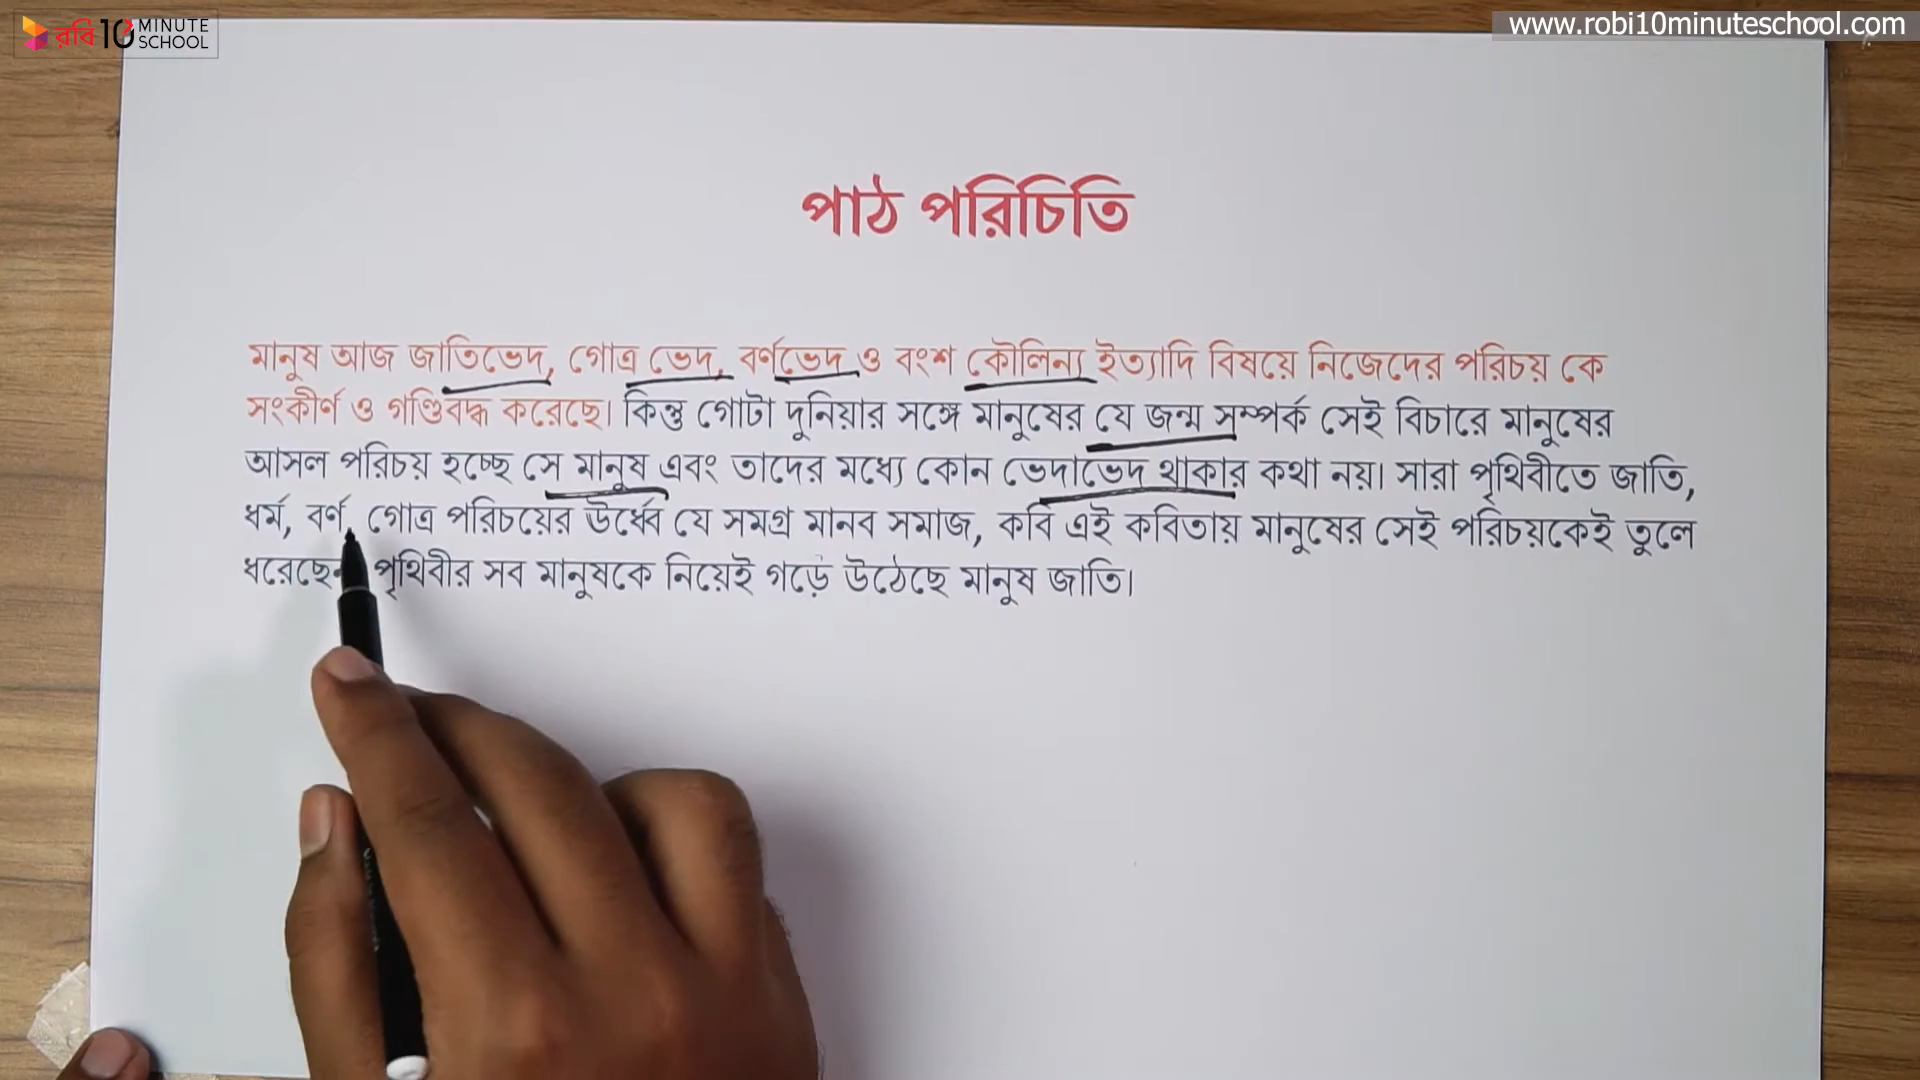 রবি 10 MINUTE SCHOOL
www.robi10minuteschool.com
পাঠ পরিচিতি
মানুষ আজ জাতিভেদ, গোত্র ভেদ, বর্ণভেদ ও বংশ কৌলিন্য ইত্যাদি বিষয়ে নিজেদের পরিচয় কে
সংকীর্ণ ও গণ্ডিবদ্ধ করেছে। কিন্তু গোটা দুনিয়ার সঙ্গে মানুষের যে জন্ম সম্পর্ক সেই বিচারে মানুষের
আসল পরিচয় হচ্ছে সে মানুষ এবং তাদের মধ্যে কোন ভেদাভেদ থাকার কথা নয়। সারা পৃথিবীতে জাতি,
ধর্ম, বর্ণ, গোত্র পরিচয়ের ঊর্ধ্বে যে সমগ্র মানব সমাজ, কবি এই কবিতায় মানুষের সেই পরিচয়কেই তুলে
পৃথিবীর সব মানুষকে নিয়েই গড়ে উঠেছে মানুষ জাতি।